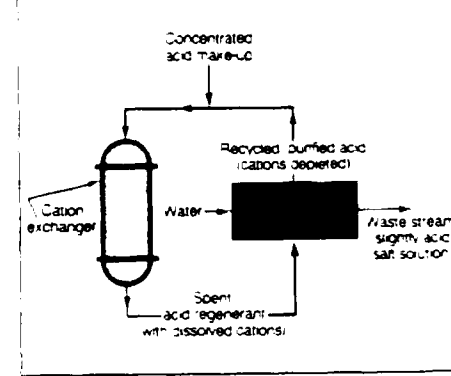 Concentrated
acid make-up
Recycled, purified acid
(cations depleted)
Cation
exchanger
Water
Waste stream
slightly acid
salt solution
Spent
acid regenerant
with dissolved cations)